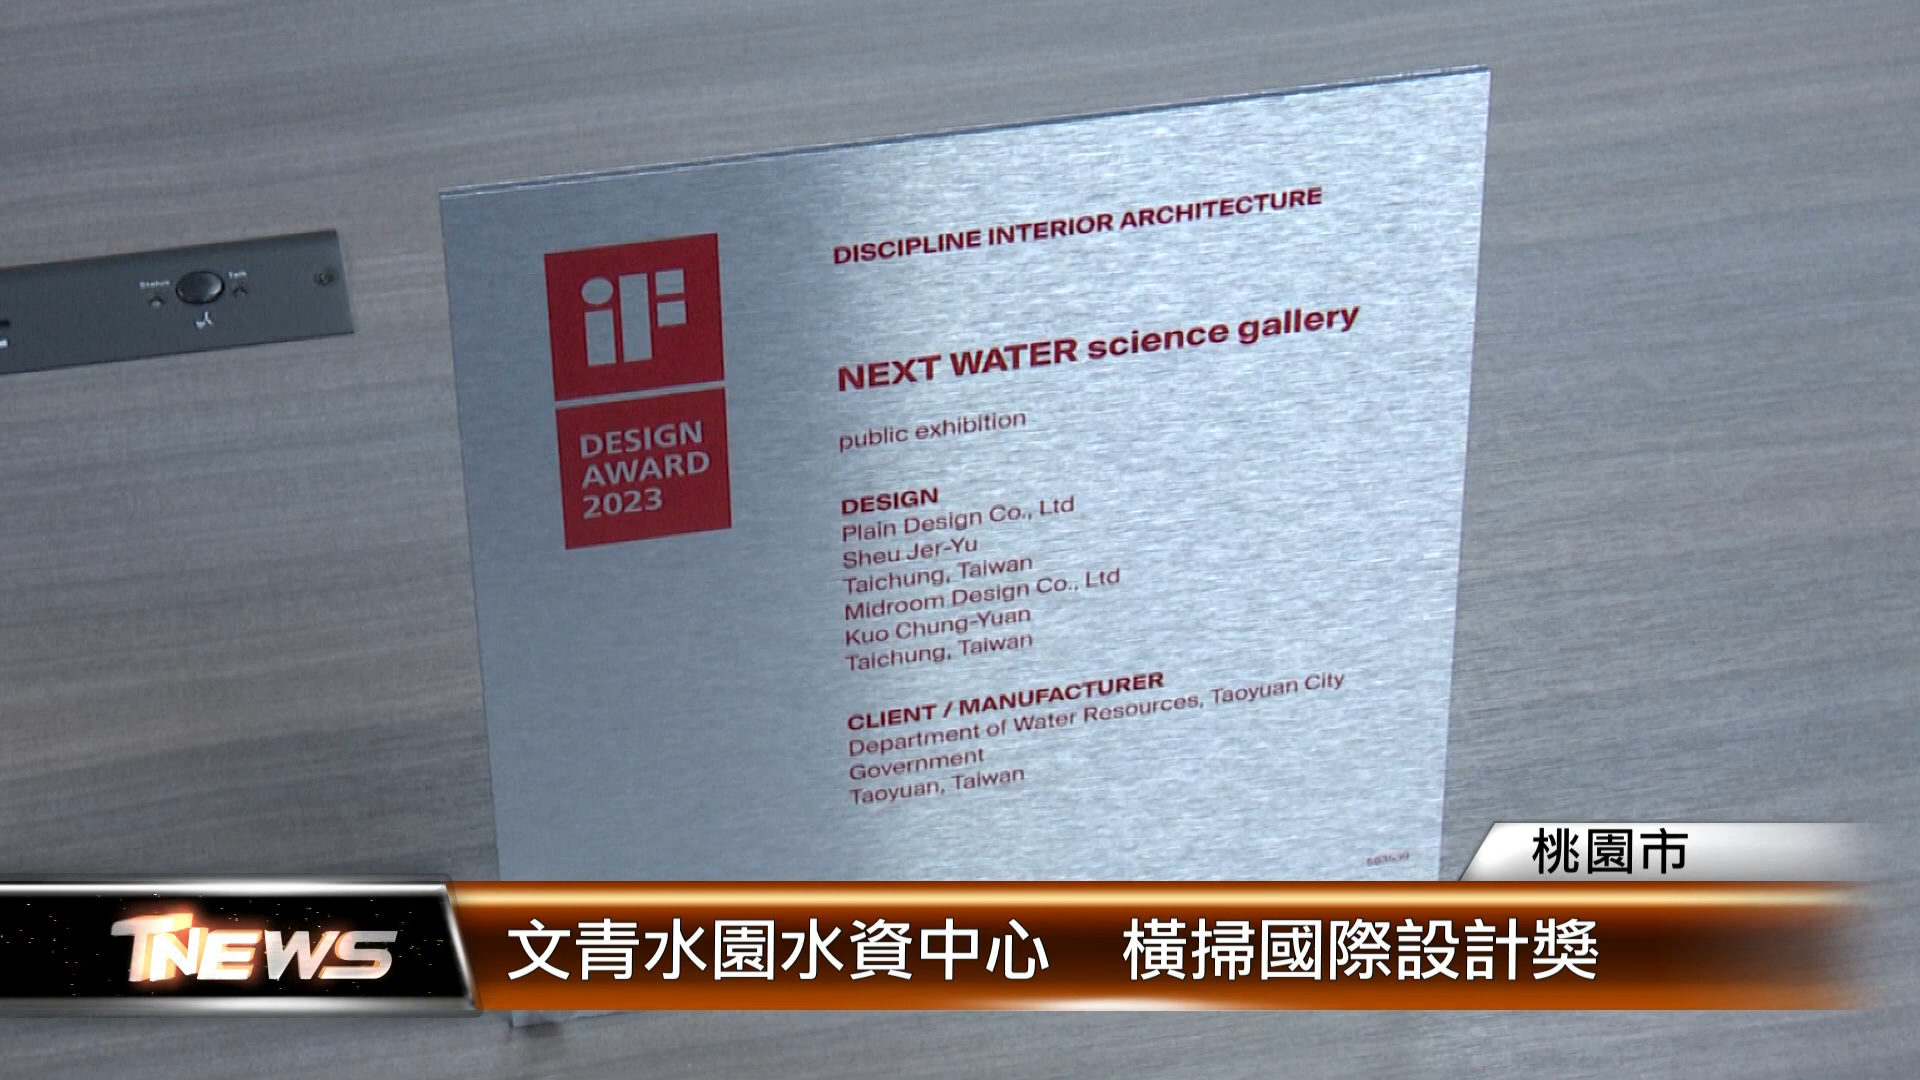 DISCIPLINE INTERIOR ARCHITECTURE
iF
DESIGN
AWARD
2023
NEXT WATER science gallery
public exhibition
DESIGN
Plain Design Co., Ltd
Sheu Jer-Yu
Taichung, Taiwan
Midroom Design Co., Ltd
Kuo Chung-Yuan
Taichung, Taiwan
CLIENT / MANUFACTURER
Department of Water Resources, Taoyuan City
Government
Taoyuan, Taiwan
Status
Talk
桃園市
TNEWS
文青水園水資中心 橫掃國際設計獎